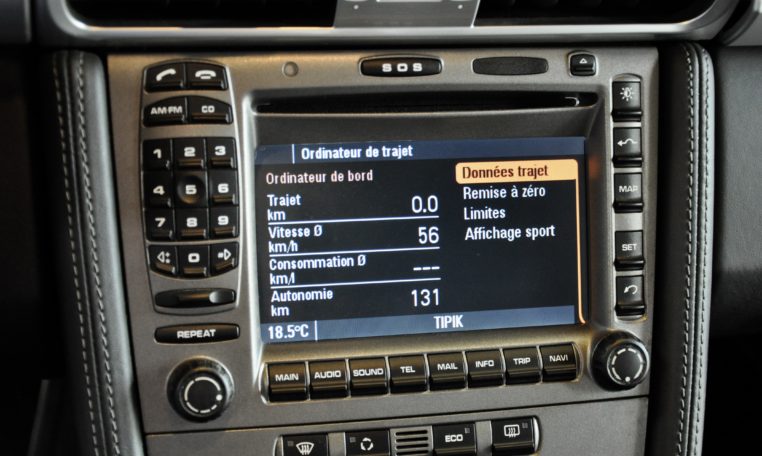 SOS
AM·FM CD
1 2 3
4 5 6
7 8 9
0
REPEAT
MAP
SET
Ordinateur de trajet
Ordinateur de bord
Trajet
km 0.0
Vitesse Ø
km/h 56
Consommation Ø
km/l ---
Autonomie
km 131
Données trajet
Remise à zéro
Limites
Affichage sport
18.5°C TIPIK
MAIN AUDIO SOUND TEL MAIL INFO TRIP NAVI
ECO